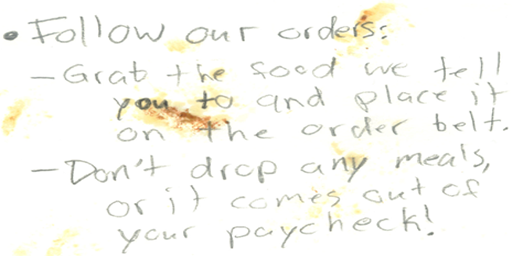 • Follow our orders:
– Grab the food we tell
you to and place it
on the order belt.
– Don't drop any meals,
or it comes out of
your paycheck!